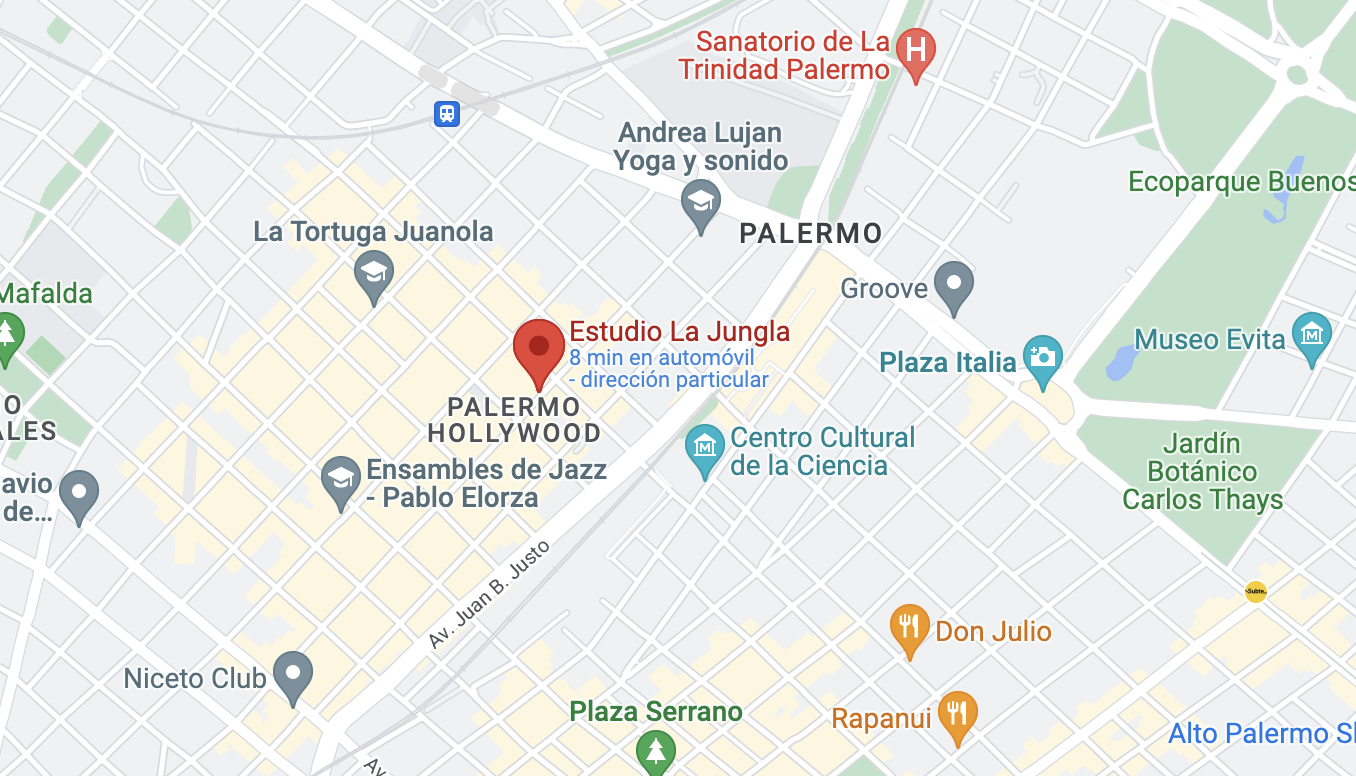 Sanatorio de La
Trinidad Palermo
H
Andrea Lujan
Yoga y sonido
Ecoparque Buenos
La Tortuga Juanola
PALERMO
Mafalda
Groove
Estudio La Jungla
8 min en automóvil
- dirección particular
Museo Evita
Plaza Italia
O
ALES
PALERMO
HOLLYWOOD
Centro Cultural
de la Ciencia
M
M
Jardín
Botánico
Carlos Thays
Ensambles de Jazz
- Pablo Elorza
avio
de...
Av. Juan B. Justo
Subte
Don Julio
Niceto Club
Plaza Serrano
Rapanui
Alto Palermo Sh
Av